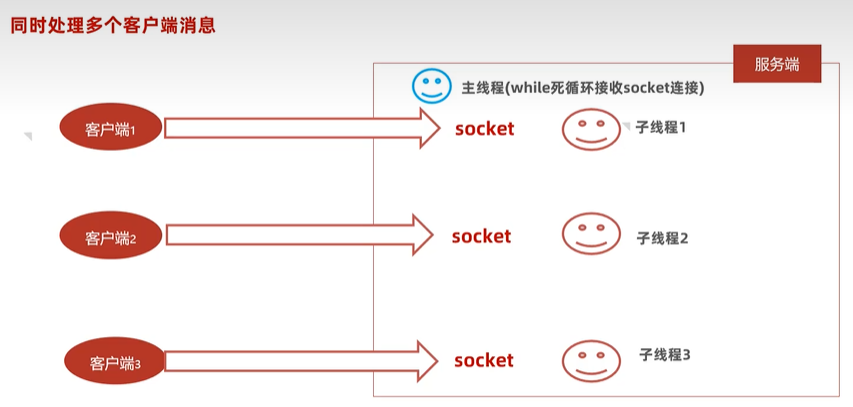 同时处理多个客户端消息
服务端
主线程(while死循环接收socket连接)
客户端1
socket
子线程1
客户端2
socket
子线程2
客户端3
socket
子线程3